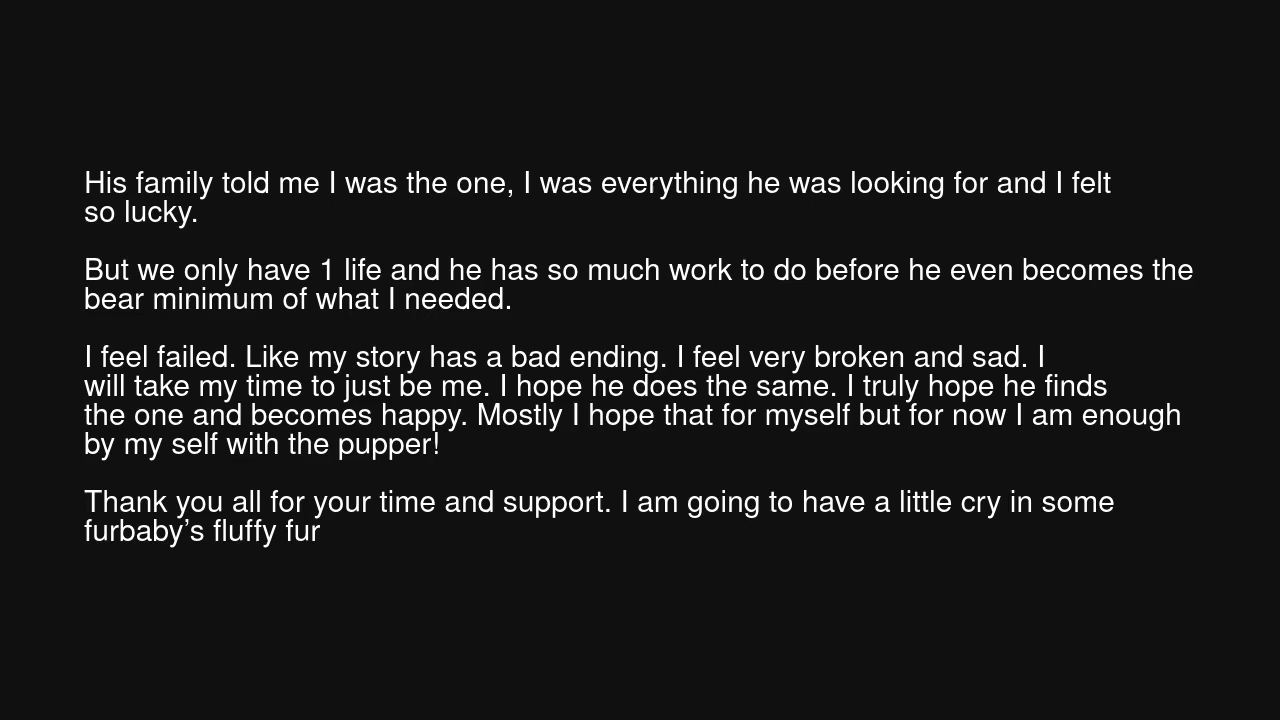 His family told me I was the one, I was everything he was looking for and I felt
so lucky.
But we only have 1 life and he has so much work to do before he even becomes the
bear minimum of what I needed.
I feel failed. Like my story has a bad ending. I feel very broken and sad. I
will take my time to just be me. I hope he does the same. I truly hope he finds
the one and becomes happy. Mostly I hope that for myself but for now I am enough
by my self with the pupper!
Thank you all for your time and support. I am going to have a little cry in some
furbaby’s fluffy fur